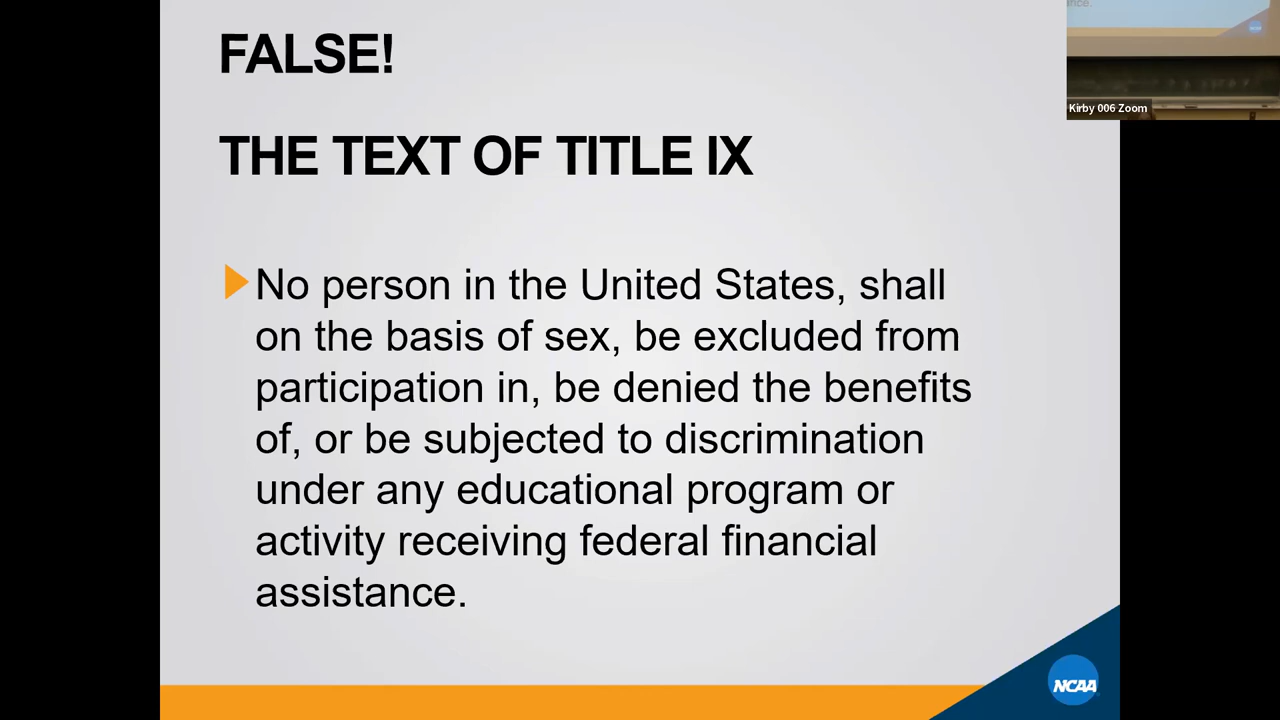 FALSE!
THE TEXT OF TITLE IX
No person in the United States, shall
on the basis of sex, be excluded from
participation in, be denied the benefits
of, or be subjected to discrimination
under any educational program or
activity receiving federal financial
assistance.
NCAA
nce.
Kirby 006 Zoom